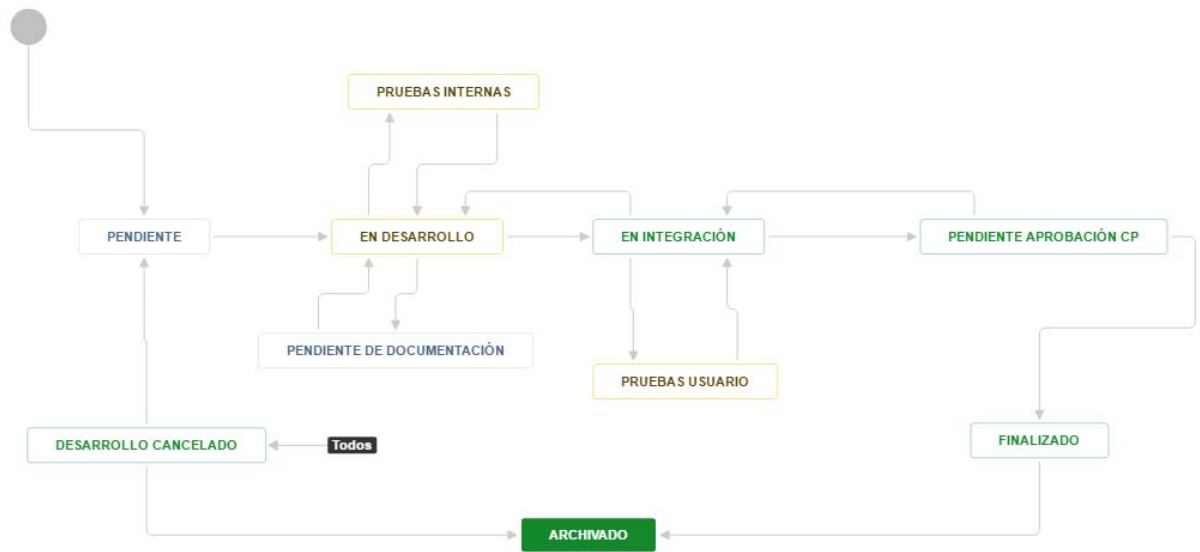 PRUEBAS INTERNAS
PENDIENTE
EN DESARROLLO
EN INTEGRACIÓN
PENDIENTE APROBACIÓN CP
PENDIENTE DE DOCUMENTACIÓN
PRUEBAS USUARIO
DESARROLLO CANCELADO
Todos
FINALIZADO
ARCHIVADO